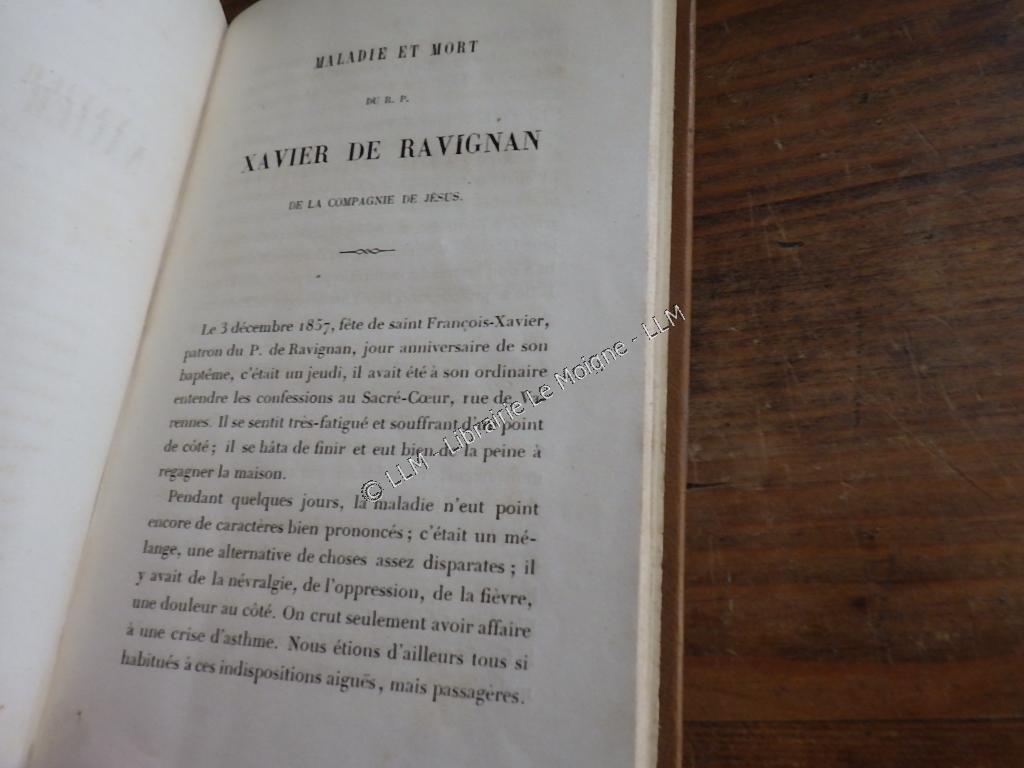 MALADIE ET MORT
DU R. P.
XAVIER DE RAVIGNAN
DE LA COMPAGNIE DE JÉSUS.
Le 3 décembre 1857, fête de saint François-Xavier,
patron du P. de Ravignan, jour anniversaire de son
baptême, c'était un jeudi, il avait été à son ordinaire
entendre les confessions au Sacré-Cœur, rue de Va-
rennes. Il se sentit très-fatigué et souffrant d'un point
de côté; il se hâta de finir et eut bien de la peine à
regagner la maison.
Pendant quelques jours, la maladie n'eut point
encore de caractères bien prononcés; c'était un mé-
lange, une alternative de choses assez disparates; il
y avait de la névralgie, de l'oppression, de la fièvre,
une douleur au côté. On crut seulement avoir affaire
à une crise d'asthme. Nous étions d'ailleurs tous si
habitués à ces indispositions aiguës, mais passagères.
© LLM - Librairie Le Moigne - LLM